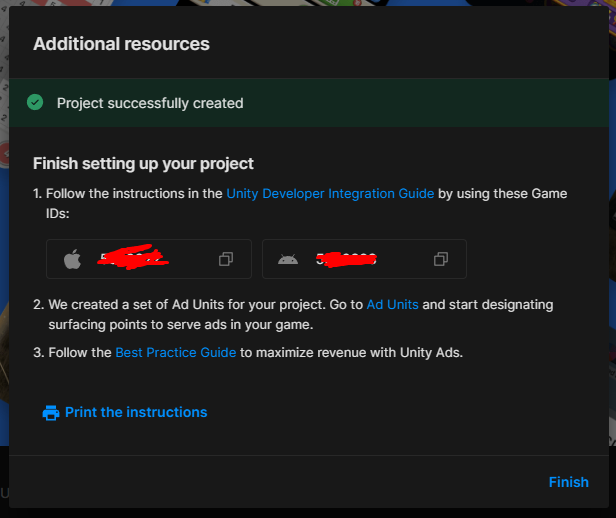 Additional resources
Project successfully created
Finish setting up your project
1. Follow the instructions in the Unity Developer Integration Guide by using these Game
IDs:
2. We created a set of Ad Units for your project. Go to Ad Units and start designating
surfacing points to serve ads in your game.
3. Follow the Best Practice Guide to maximize revenue with Unity Ads.
Print the instructions
Finish